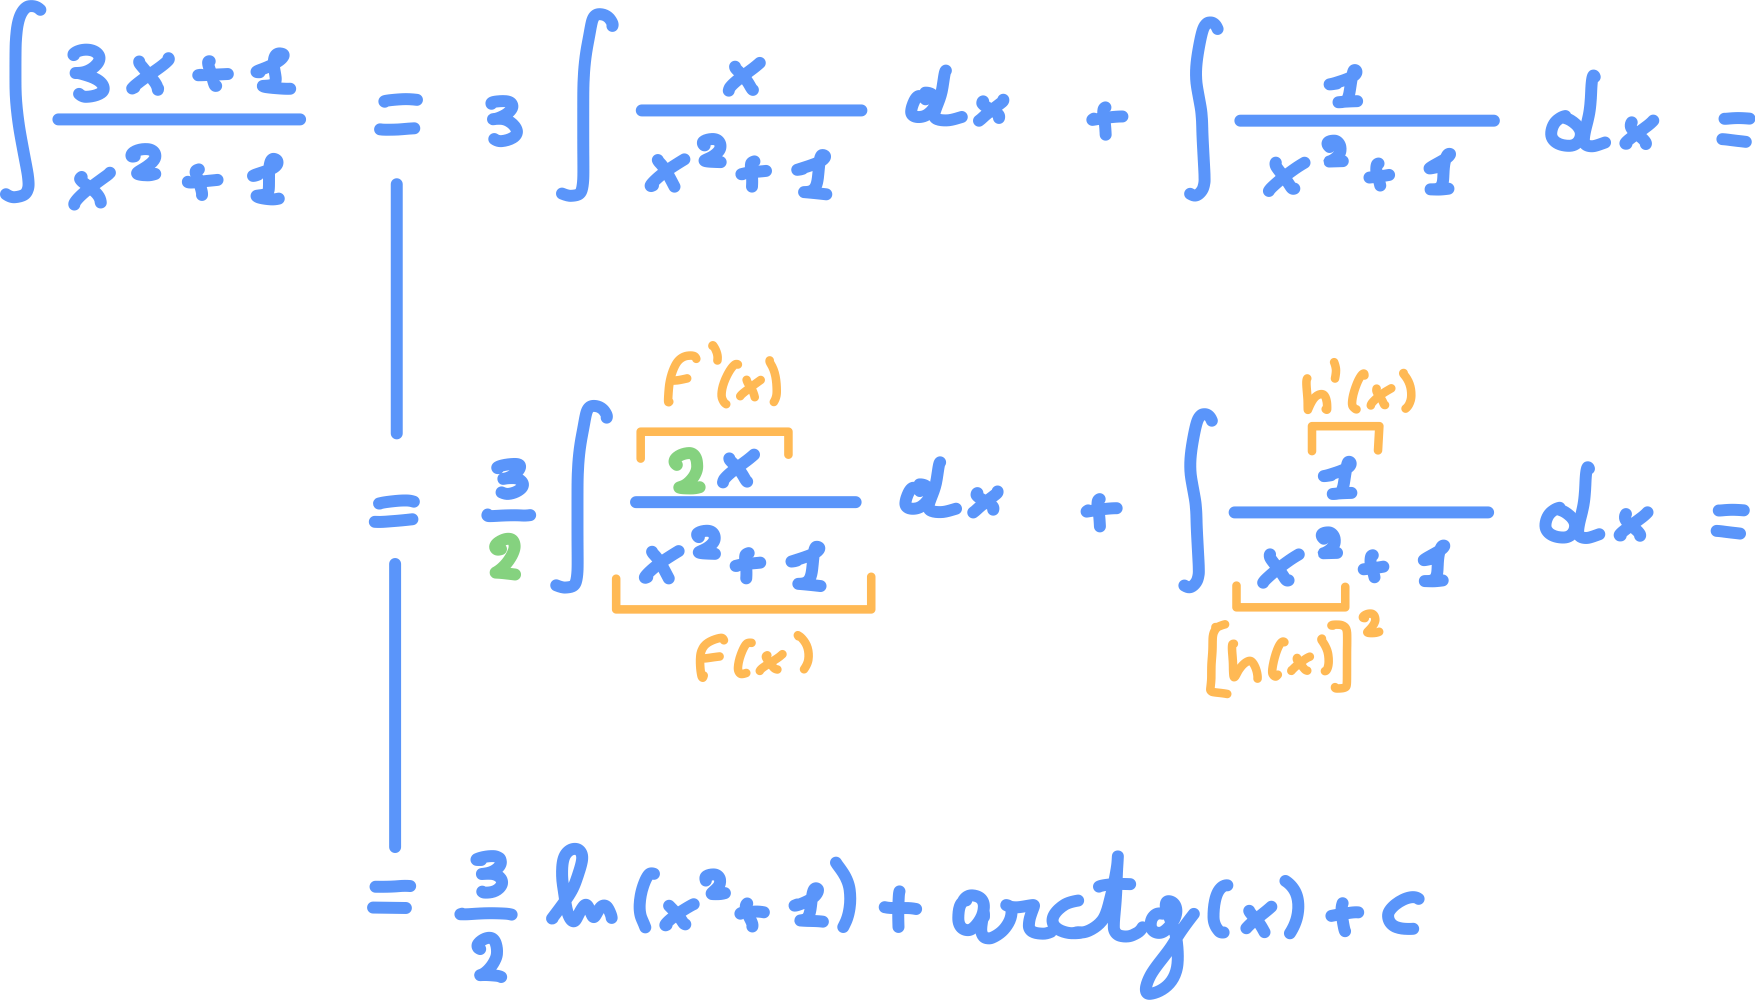 ∫ (3x+1)/(x²+1) = 3 ∫ x/(x²+1) dx + ∫ 1/(x²+1) dx =
F'(x) h'(x)
= 3/2 ∫ 2x/(x²+1) dx + ∫ 1/(x²+1) dx =
F(x) [h(x)]²
= 3/2 ln(x²+1) + arctg(x) + c